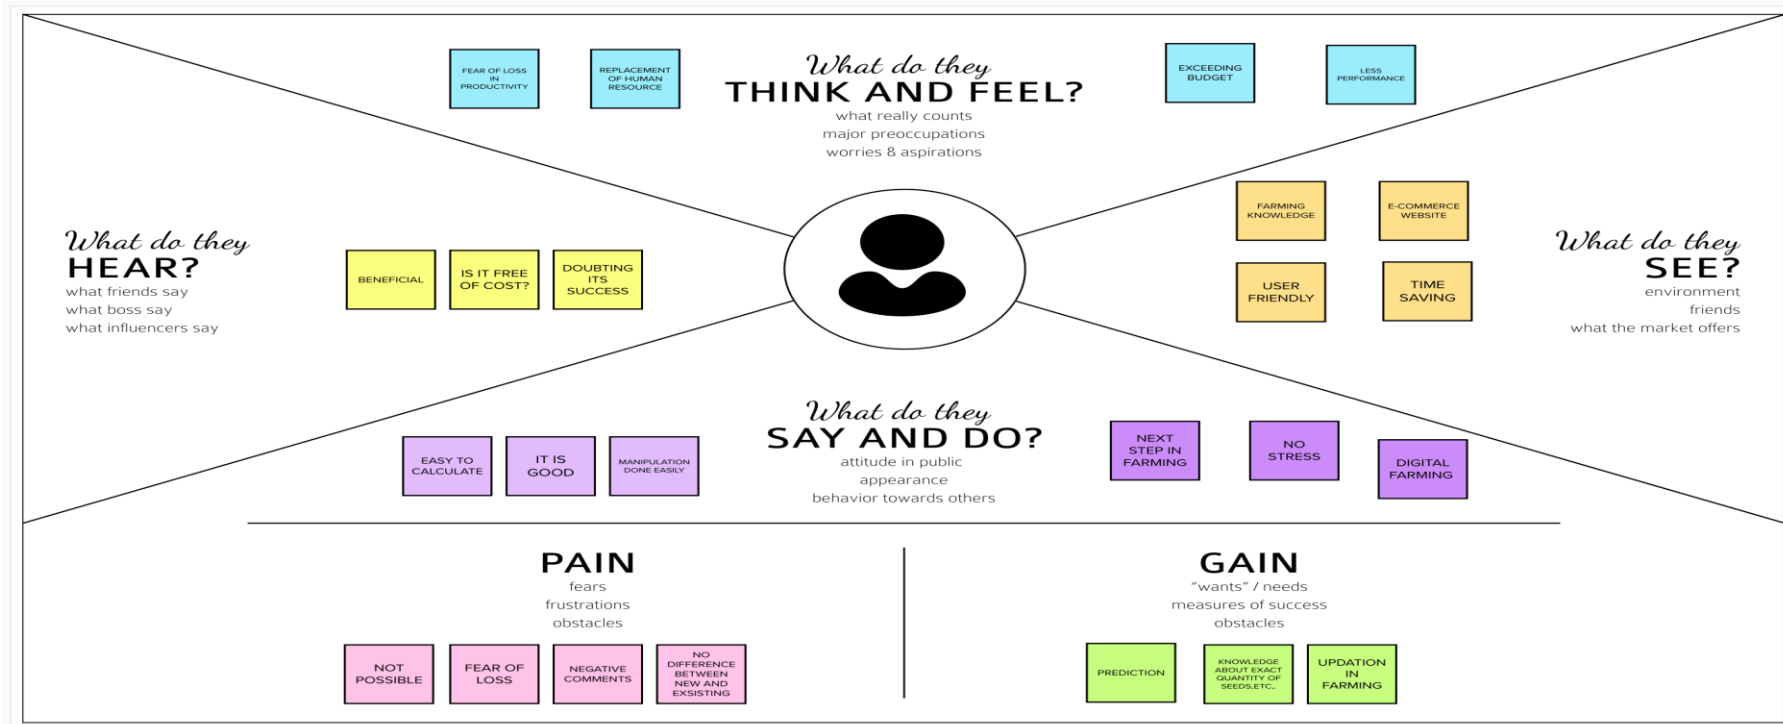 FEAR OF LOSS
IN
PRODUCTIVITY
REPLACEMENT
OF HUMAN
RESOURCE
What do they
THINK AND FEEL?
what really counts
major preoccupations
worries & aspirations
EXCEEDING
BUDGET
LESS
PERFORMANCE
What do they
HEAR?
what friends say
what boss say
what influencers say
BENEFICIAL
IS IT FREE
OF COST?
DOUBTING
ITS
SUCCESS
FARMING
KNOWLEDGE
E-COMMERCE
WEBSITE
USER
FRIENDLY
TIME
SAVING
What do they
SEE?
environment
friends
what the market offers
EASY TO
CALCULATE
IT IS
GOOD
MANIPULATION
DONE EASILY
What do they
SAY AND DO?
attitude in public
appearance
behavior towards others
NEXT
STEP IN
FARMING
NO
STRESS
DIGITAL
FARMING
PAIN
fears
frustrations
obstacles
NOT
POSSIBLE
FEAR OF
LOSS
NEGATIVE
COMMENTS
NO
DIFFERENCE
BETWEEN
NEW AND
EXSISTING
GAIN
"wants" / needs
measures of success
obstacles
PREDICTION
KNOWLEDGE
ABOUT EXACT
QUANTITY OF
SEEDS,ETC..
UPDATION
IN
FARMING